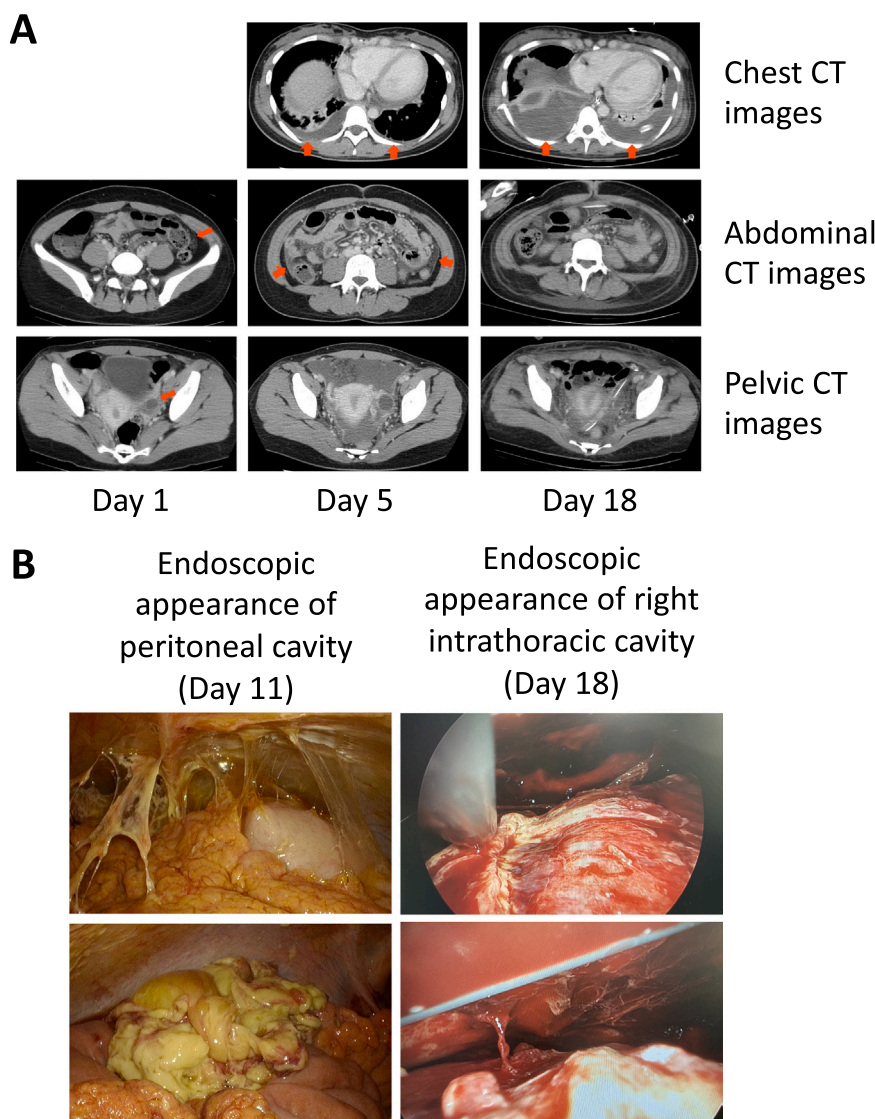 A
Chest CT
images
Abdominal
CT images
Pelvic CT
images
Day 1
Day 5
Day 18
B
Endoscopic
appearance of
peritoneal cavity
(Day 11)
Endoscopic
appearance of right
intrathoracic cavity
(Day 18)